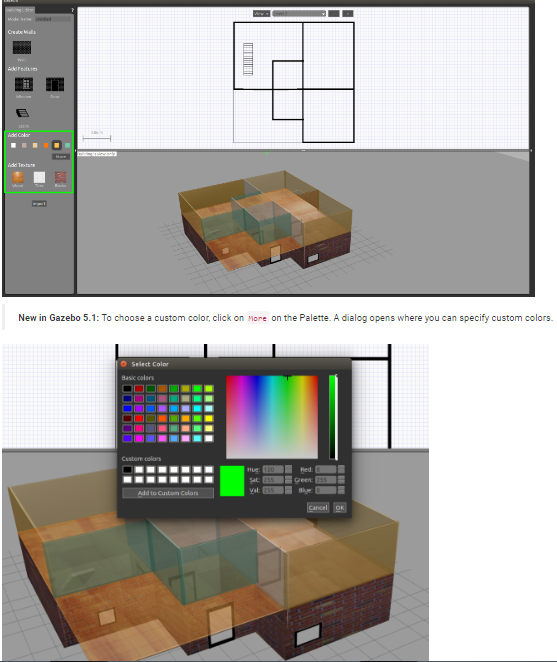 Building Editor
Model Name: Untitled
Create Walls
Wall
Add Features
Window Door
Stairs
Add Color
More
Add Texture
Wood Tiles Bricks
Import
View
New in Gazebo 5.1: To choose a custom color, click on More on the Palette. A dialog opens where you can specify custom colors.
Select Color
Basic colors
Custom colors
Add to Custom Colors
Hue: 120 Red: 0
Sat: 255 Green: 255
Val: 255 Blue: 0
Cancel OK